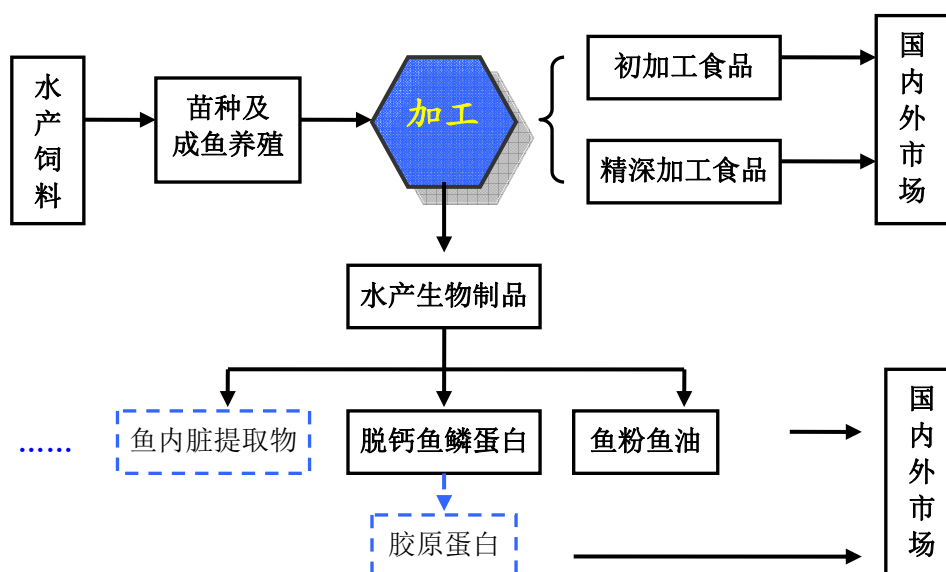 水产饲料
苗种及
成鱼养殖
加工
初加工食品
精深加工食品
国内外市场
水产生物制品
……
鱼内脏提取物
脱钙鱼鳞蛋白
鱼粉鱼油
国内外市场
胶原蛋白